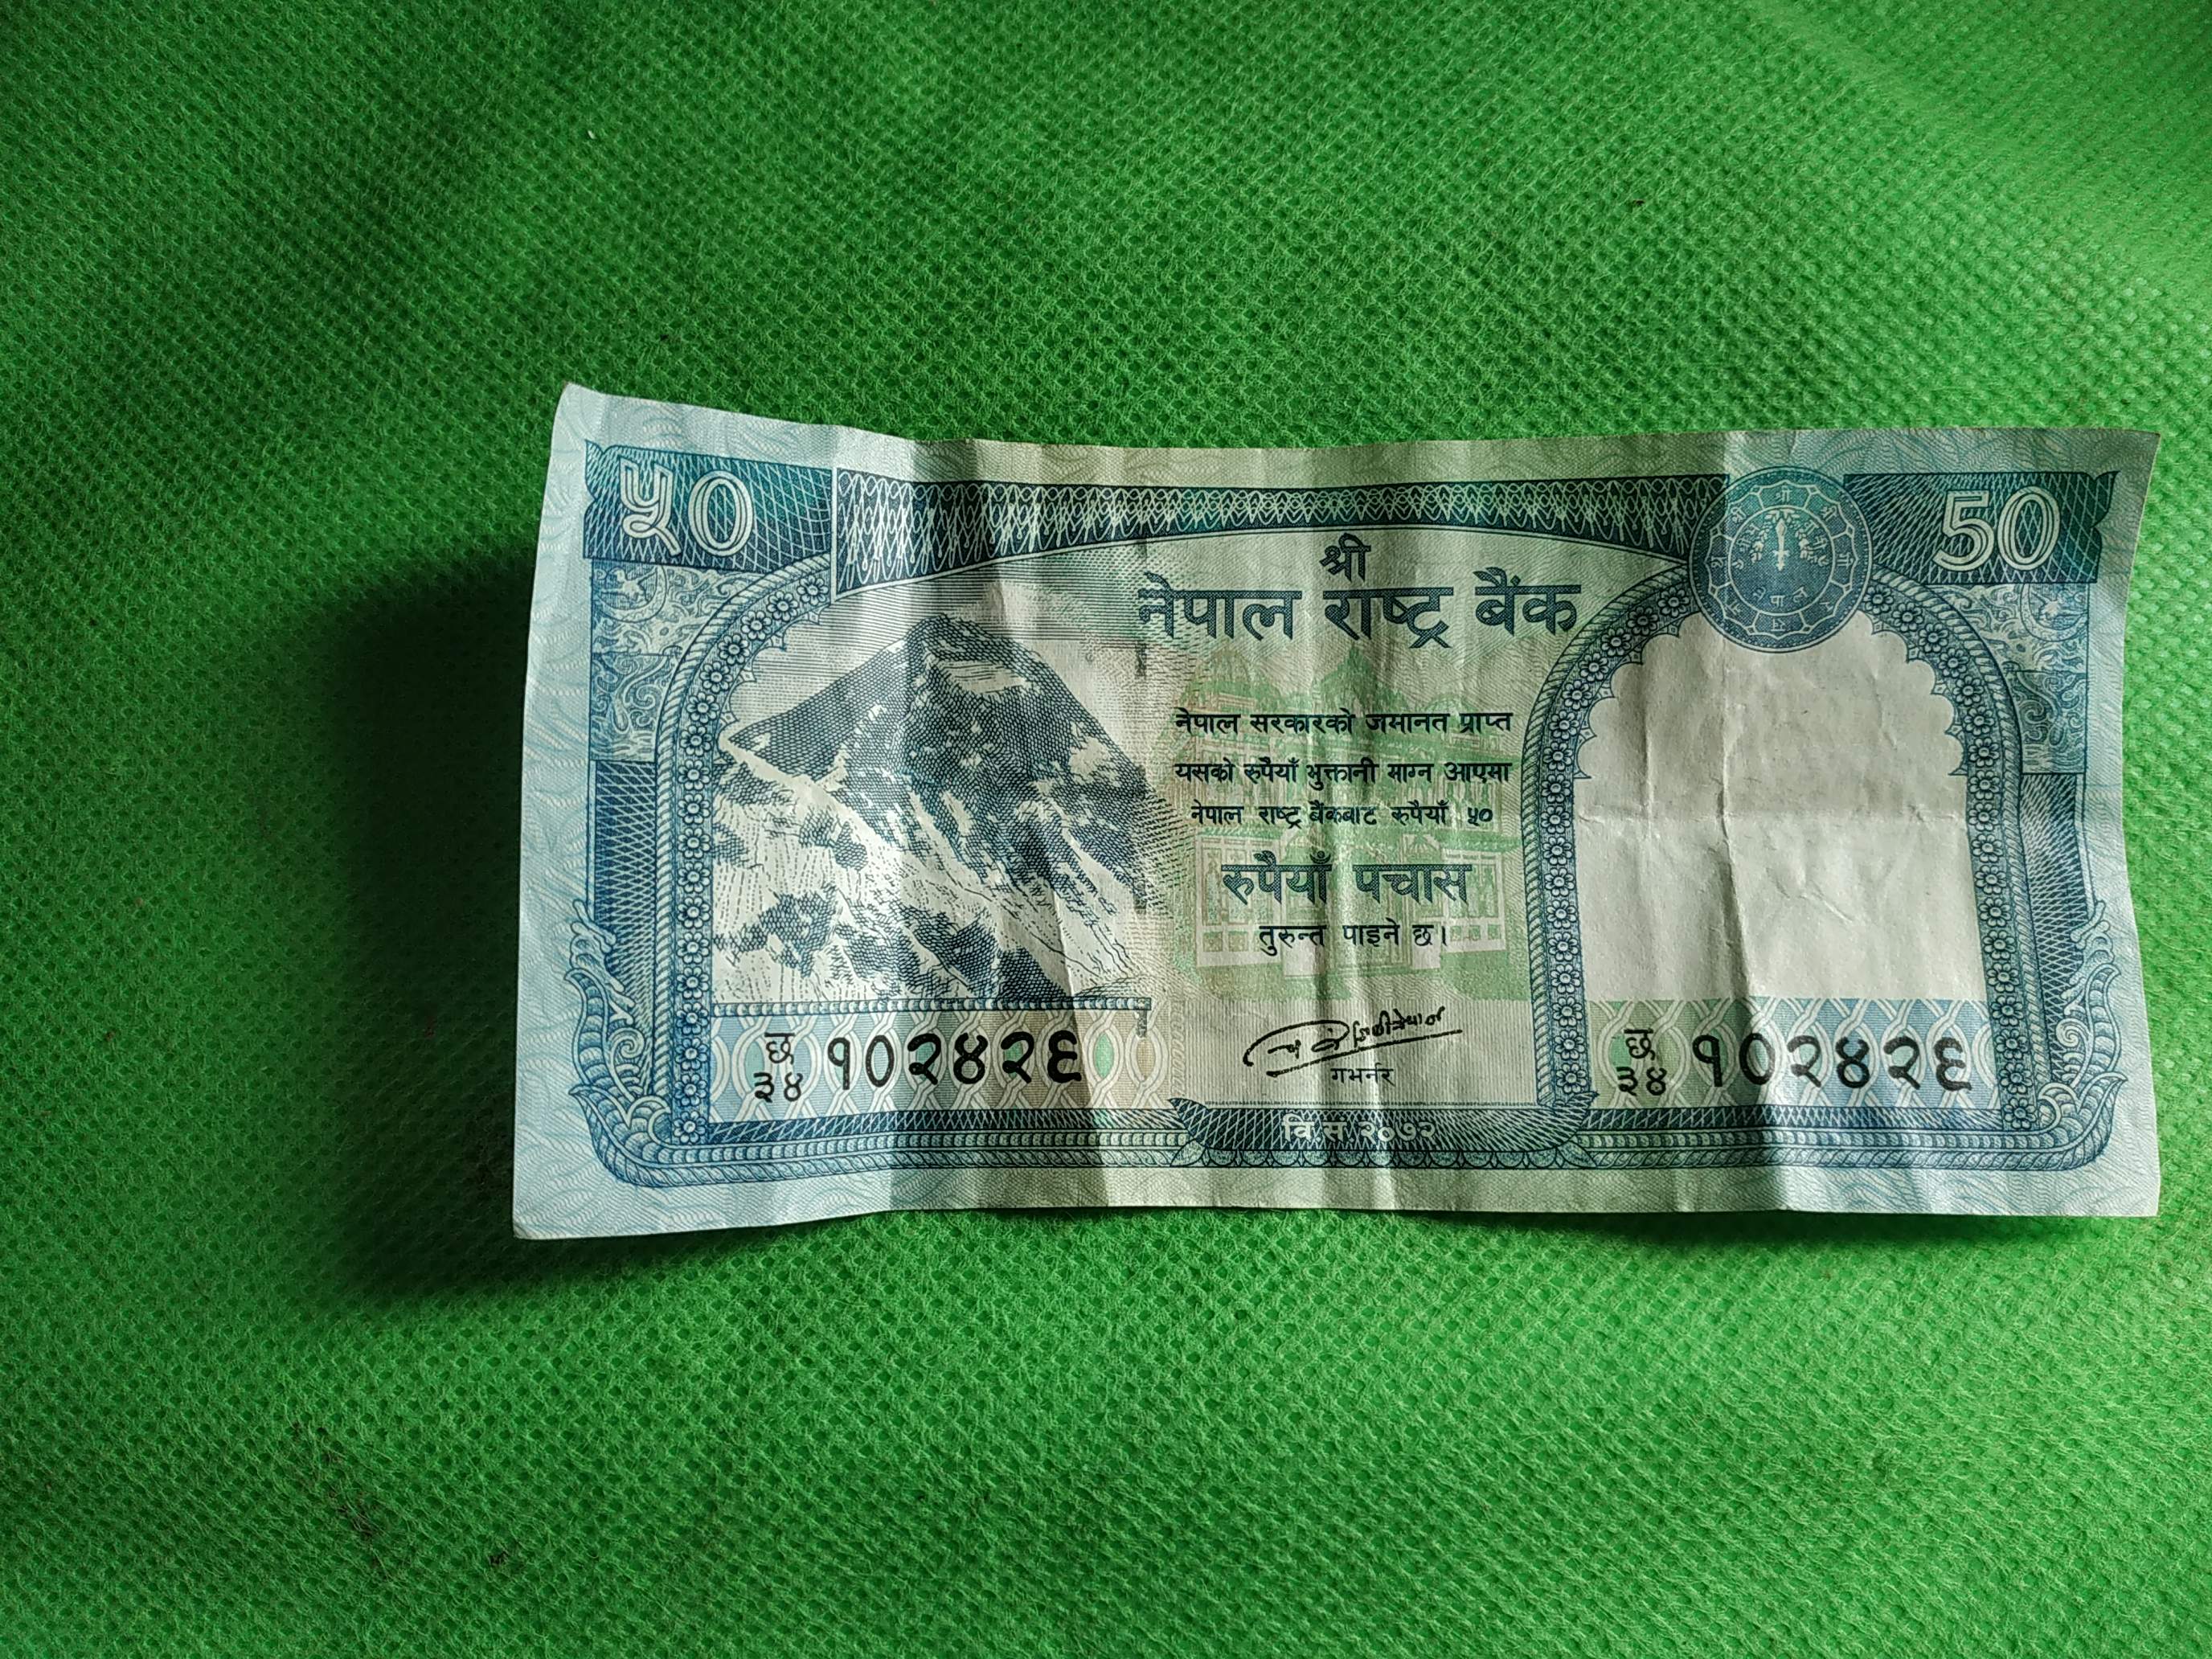 ५०
50
श्री
नेपाल राष्ट्र बैंक
नेपाल सरकारको जमानत प्राप्त
यसको रुपैयाँ भुक्तानी माग्न आएमा
नेपाल राष्ट्र बैंकबाट रुपैयाँ ५०
रुपैयाँ पचास
तुरुन्त पाइने छ।
गभर्नर
छ
३४ १०२४२६
छ
३४ १०२४२६
वि.सं.२०७२